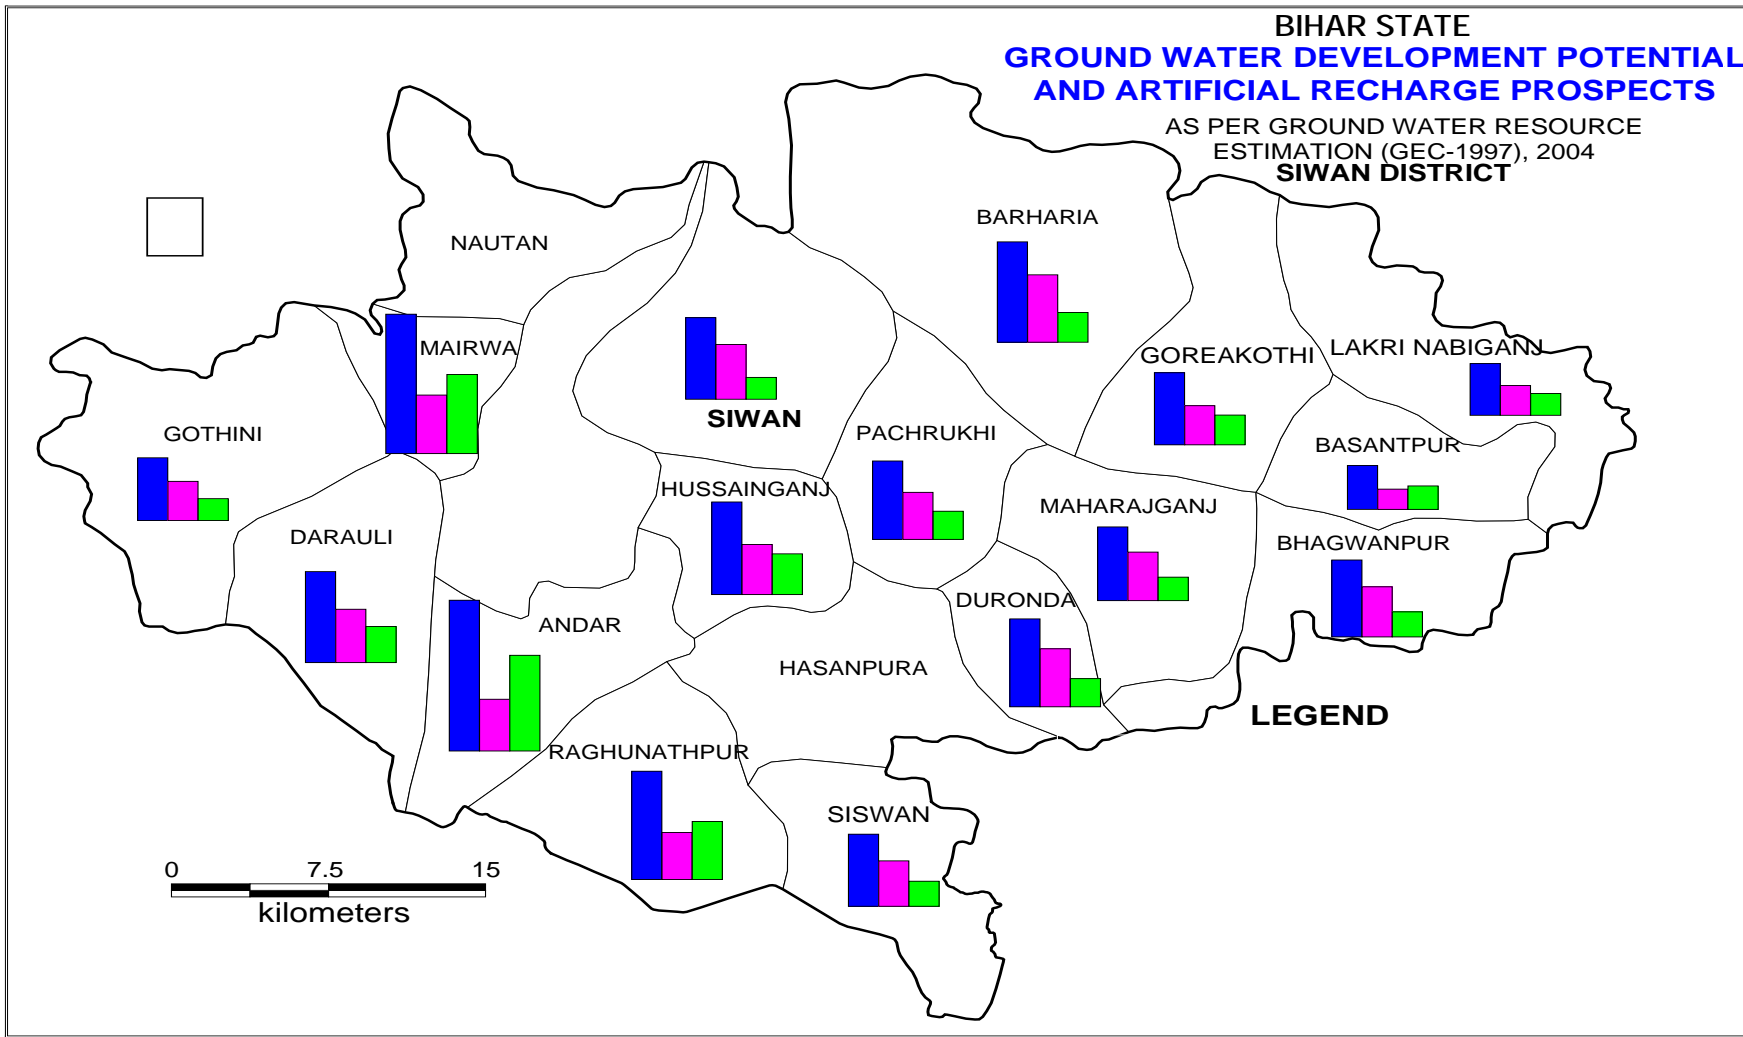 BIHAR STATE
GROUND WATER DEVELOPMENT POTENTIAL
AND ARTIFICIAL RECHARGE PROSPECTS
AS PER GROUND WATER RESOURCE
ESTIMATION (GEC-1997), 2004
SIWAN DISTRICT
BARHARIA
NAUTAN
MAIRWA
LAKRI NABIGANJ
GOREAKOTHI
SIWAN
GOTHINI
PACHRUKHI
BASANTPUR
HUSSAINGANJ
MAHARAJGANJ
DARAULI
BHAGWANPUR
DURONDA
ANDAR
HASANPURA
LEGEND
RAGHUNATHPUR
SISWAN
0 7.5 15
kilometers